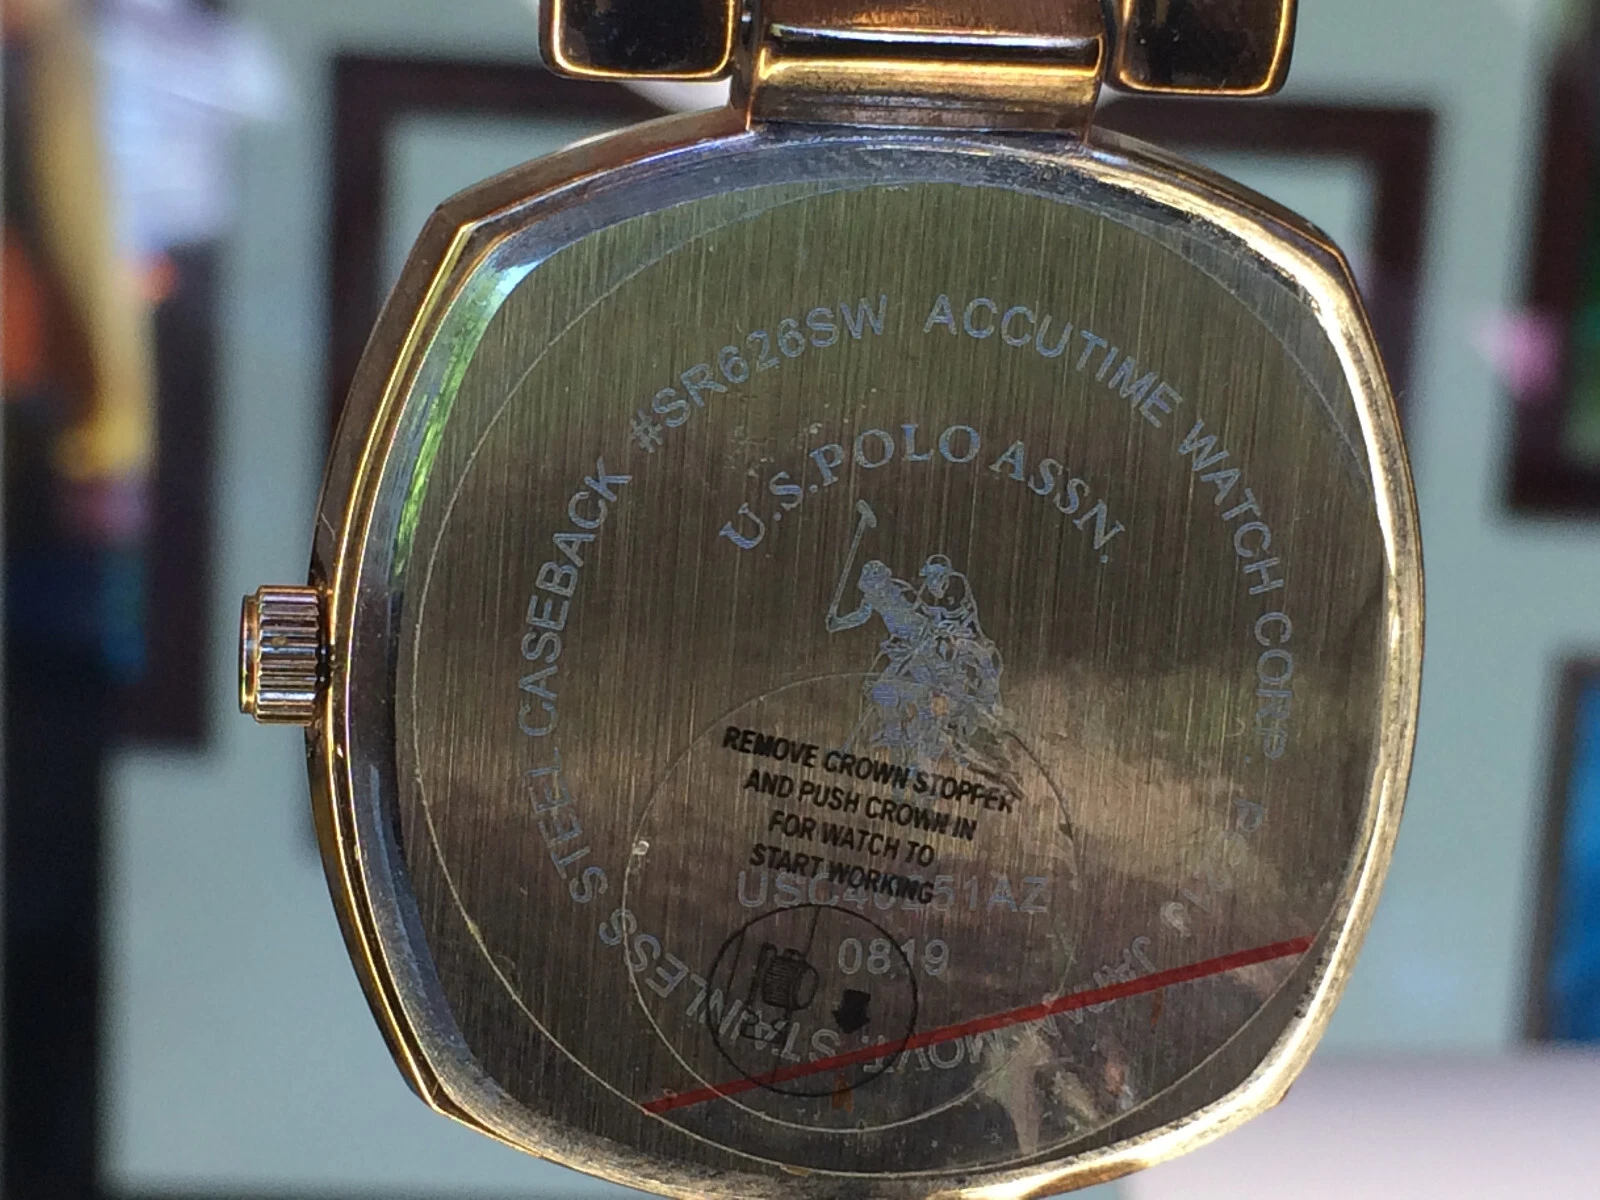 STAINLESS STEEL CASEBACK #SR626SW ACCUTIME WATCH CORP.
MOVT.
U.S. POLO ASSN.
REMOVE CROWN STOPPER
AND PUSH CROWN IN
FOR WATCH TO
START WORKING
0819